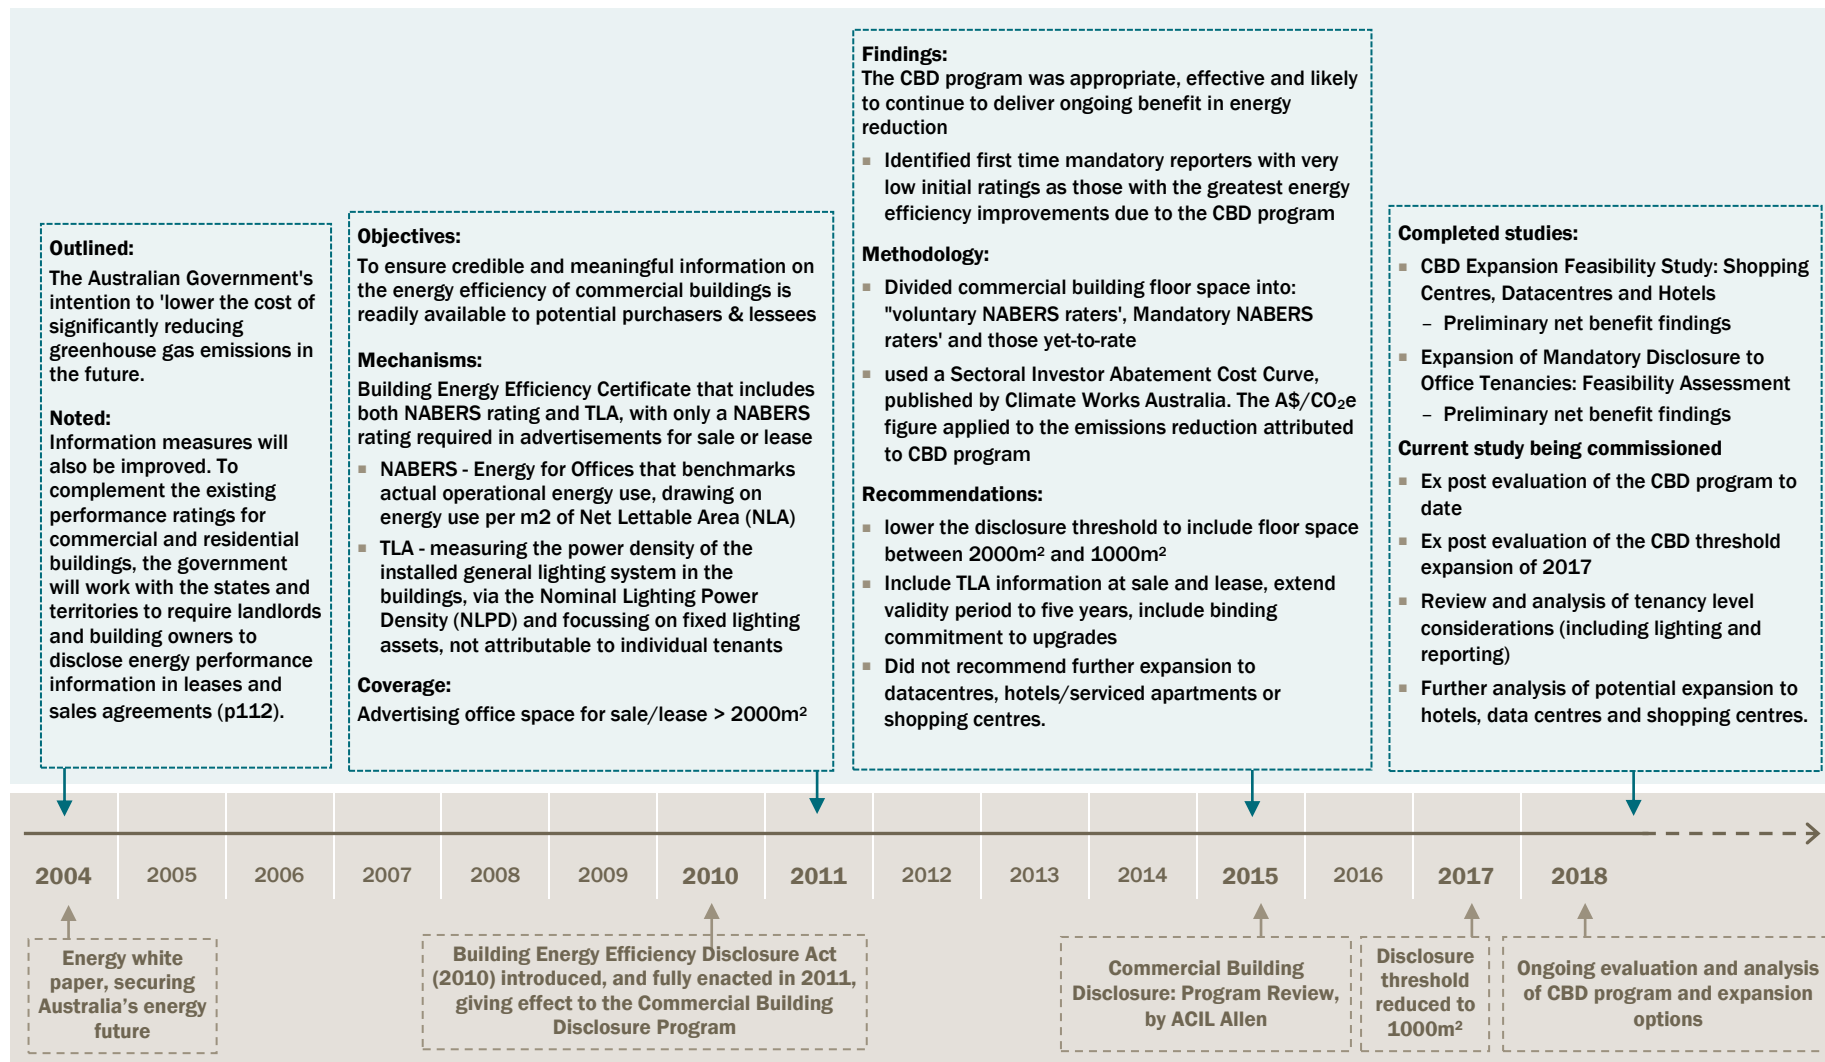 Outlined:
The Australian Government's
intention to 'lower the cost of
significantly reducing
greenhouse gas emissions in
the future.
Noted:
Information measures will
also be improved. To
complement the existing
performance ratings for
commercial and residential
buildings, the government
will work with the states and
territories to require landlords
and building owners to
disclose energy performance
information in leases and
sales agreements (p112).
Objectives:
To ensure credible and meaningful information on
the energy efficiency of commercial buildings is
readily available to potential purchasers & lessees
Mechanisms:
Building Energy Efficiency Certificate that includes
both NABERS rating and TLA, with only a NABERS
rating required in advertisements for sale or lease
▪ NABERS - Energy for Offices that benchmarks
actual operational energy use, drawing on
energy use per m2 of Net Lettable Area (NLA)
▪ TLA - measuring the power density of the
installed general lighting system in the
buildings, via the Nominal Lighting Power
Density (NLPD) and focussing on fixed lighting
assets, not attributable to individual tenants
Coverage:
Advertising office space for sale/lease > 2000m²
Findings:
The CBD program was appropriate, effective and likely
to continue to deliver ongoing benefit in energy
reduction
▪ Identified first time mandatory reporters with very
low initial ratings as those with the greatest energy
efficiency improvements due to the CBD program
Methodology:
▪ Divided commercial building floor space into:
"voluntary NABERS raters', Mandatory NABERS
raters' and those yet-to-rate
▪ used a Sectoral Investor Abatement Cost Curve,
published by Climate Works Australia. The A$/CO₂e
figure applied to the emissions reduction attributed
to CBD program
Recommendations:
▪ lower the disclosure threshold to include floor space
between 2000m² and 1000m²
▪ Include TLA information at sale and lease, extend
validity period to five years, include binding
commitment to upgrades
▪ Did not recommend further expansion to
datacentres, hotels/serviced apartments or
shopping centres.
Completed studies:
▪ CBD Expansion Feasibility Study: Shopping
Centres, Datacentres and Hotels
– Preliminary net benefit findings
▪ Expansion of Mandatory Disclosure to
Office Tenancies: Feasibility Assessment
– Preliminary net benefit findings
Current study being commissioned
▪ Ex post evaluation of the CBD program to
date
▪ Ex post evaluation of the CBD threshold
expansion of 2017
▪ Review and analysis of tenancy level
considerations (including lighting and
reporting)
▪ Further analysis of potential expansion to
hotels, data centres and shopping centres.
2004 2005 2006 2007 2008 2009 2010 2011 2012 2013 2014 2015 2016 2017 2018
Energy white
paper, securing
Australia's energy
future
Building Energy Efficiency Disclosure Act
(2010) introduced, and fully enacted in 2011,
giving effect to the Commercial Building
Disclosure Program
Commercial Building
Disclosure: Program Review,
by ACIL Allen
Disclosure
threshold
reduced to
1000m²
Ongoing evaluation and analysis
of CBD program and expansion
options